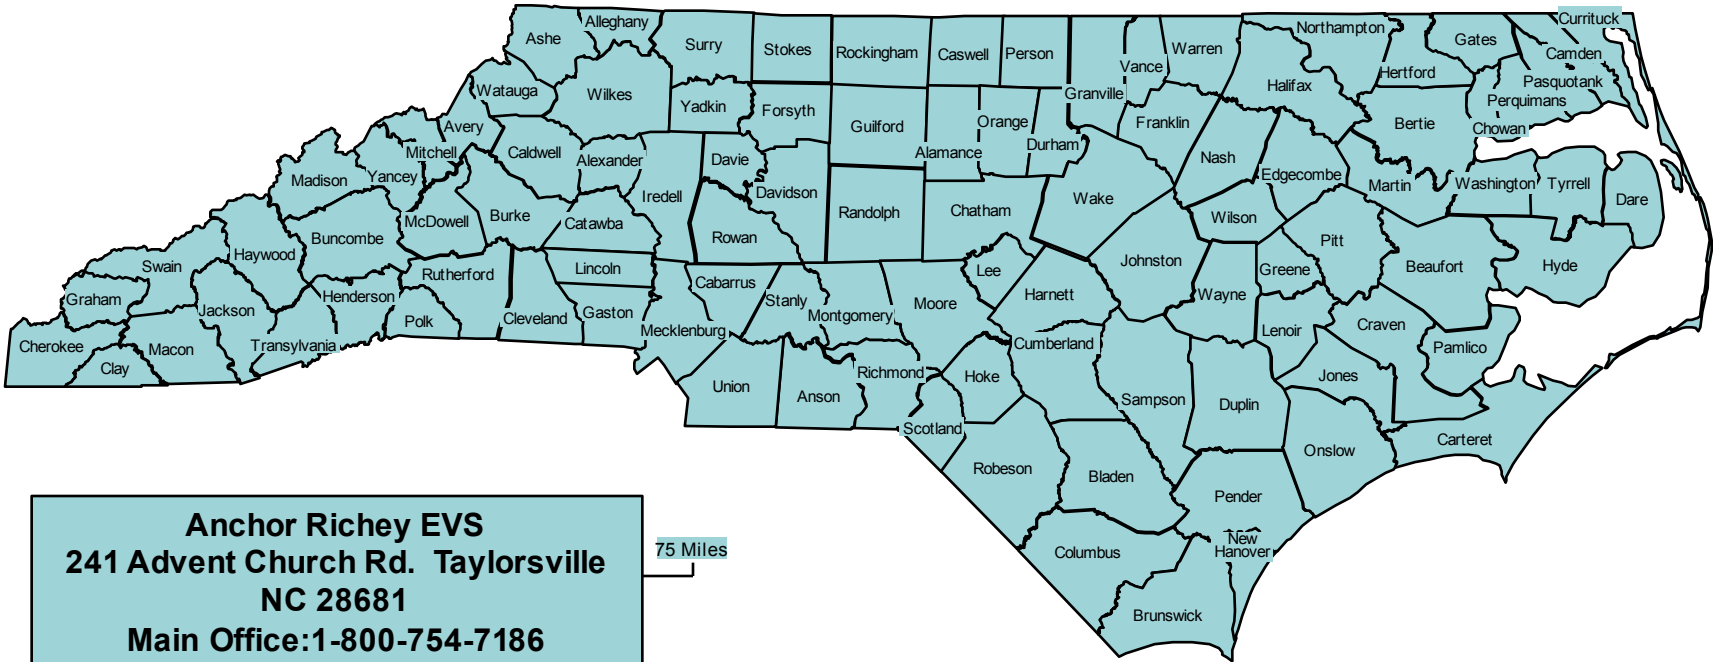 Ashe
Alleghany
Surry
Stokes
Rockingham
Caswell
Person
Vance
Warren
Northampton
Gates
Currituck
Camden
Hertford
Pasquotank
Perquimans
Chowan
Halifax
Granville
Watauga
Wilkes
Yadkin
Forsyth
Guilford
Alamance
Orange
Durham
Franklin
Bertie
Avery
Mitchell
Caldwell
Alexander
Davie
Nash
Edgecombe
Martin
Washington
Tyrrell
Dare
Madison
Yancey
Iredell
Davidson
Randolph
Chatham
Wake
Wilson
McDowell
Burke
Catawba
Rowan
Buncombe
Haywood
Swain
Rutherford
Lincoln
Cabarrus
Stanly
Montgomery
Moore
Lee
Harnett
Johnston
Wayne
Greene
Pitt
Beaufort
Hyde
Graham
Jackson
Henderson
Polk
Cleveland
Gaston
Mecklenburg
Cherokee
Clay
Macon
Transylvania
Union
Anson
Richmond
Scotland
Hoke
Cumberland
Sampson
Duplin
Lenoir
Craven
Pamlico
Jones
Onslow
Carteret
Robeson
Bladen
Pender
New
Hanover
Columbus
Brunswick
Anchor Richey EVS
241 Advent Church Rd.  Taylorsville
NC 28681
Main Office:1-800-754-7186
75 Miles